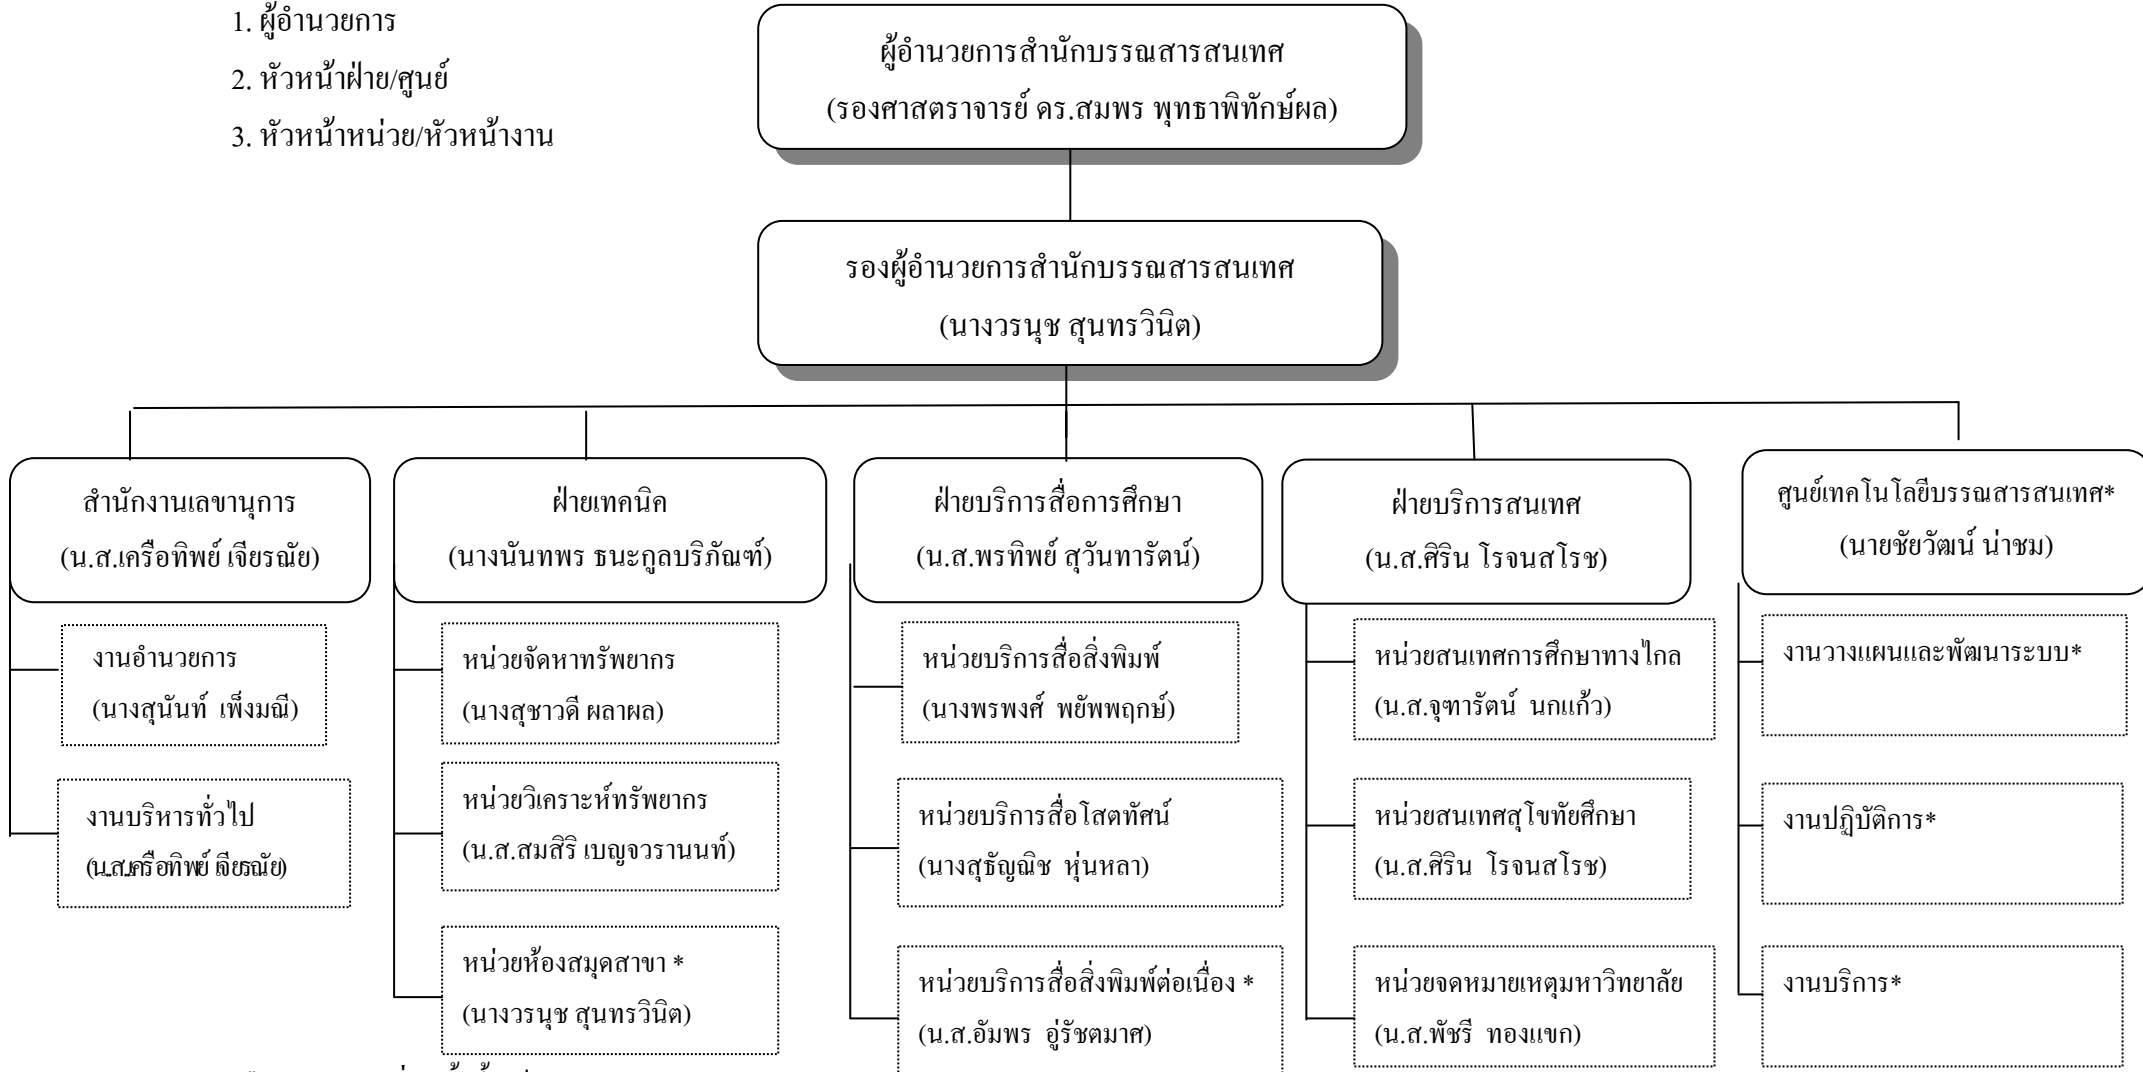 1. ผู้อำนวยการ
2. หัวหน้าฝ่าย/ศูนย์
3. หัวหน้าหน่วย/หัวหน้างาน
ผู้อำนวยการสำนักบรรณสารสนเทศ
(รองศาสตราจารย์ ดร.สมพร พุทธาพิทักษ์ผล)
รองผู้อำนวยการสำนักบรรณสารสนเทศ
(นางวรนุช สุนทรวินิต)
สำนักงานเลขานุการ
(น.ส.เครือทิพย์ เจียรณัย)
งานอำนวยการ
(นางสุนันท์ เพ็งมณี)
งานบริหารทั่วไป
(น.ส.เครือทิพย์ เจียรณัย)
ฝ่ายเทคนิค
(นางนันทพร ธนะกูลบริภัณฑ์)
หน่วยจัดหาทรัพยากร
(นางสุชาวดี ผลาผล)
หน่วยวิเคราะห์ทรัพยากร
(น.ส.สมสิริ เบญจวรานนท์)
หน่วยห้องสมุดสาขา *
(นางวรนุช สุนทรวินิต)
ฝ่ายบริการสื่อการศึกษา
(น.ส.พรทิพย์ สุวันทารัตน์)
หน่วยบริการสื่อสิ่งพิมพ์
(นางพรพงศ์ พยัพพฤกษ์)
หน่วยบริการสื่อโสตทัศน์
(นางสุธัญณิช หุ่นหลา)
หน่วยบริการสื่อสิ่งพิมพ์ต่อเนื่อง *
(น.ส.อัมพร อู่รัชตมาศ)
ฝ่ายบริการสนเทศ
(น.ส.ศิริน โรจนสโรช)
หน่วยสนเทศการศึกษาทางไกล
(น.ส.จุฑารัตน์ นกแก้ว)
หน่วยสนเทศสุโขทัยศึกษา
(น.ส.ศิริน โรจนสโรช)
หน่วยจดหมายเหตุมหาวิทยาลัย
(น.ส.พัชรี ทองแขก)
ศูนย์เทคโนโลยีบรรณสารสนเทศ*
(นายชัยวัฒน์ น่าชม)
งานวางแผนและพัฒนาระบบ*
งานปฏิบัติการ*
งานบริการ*